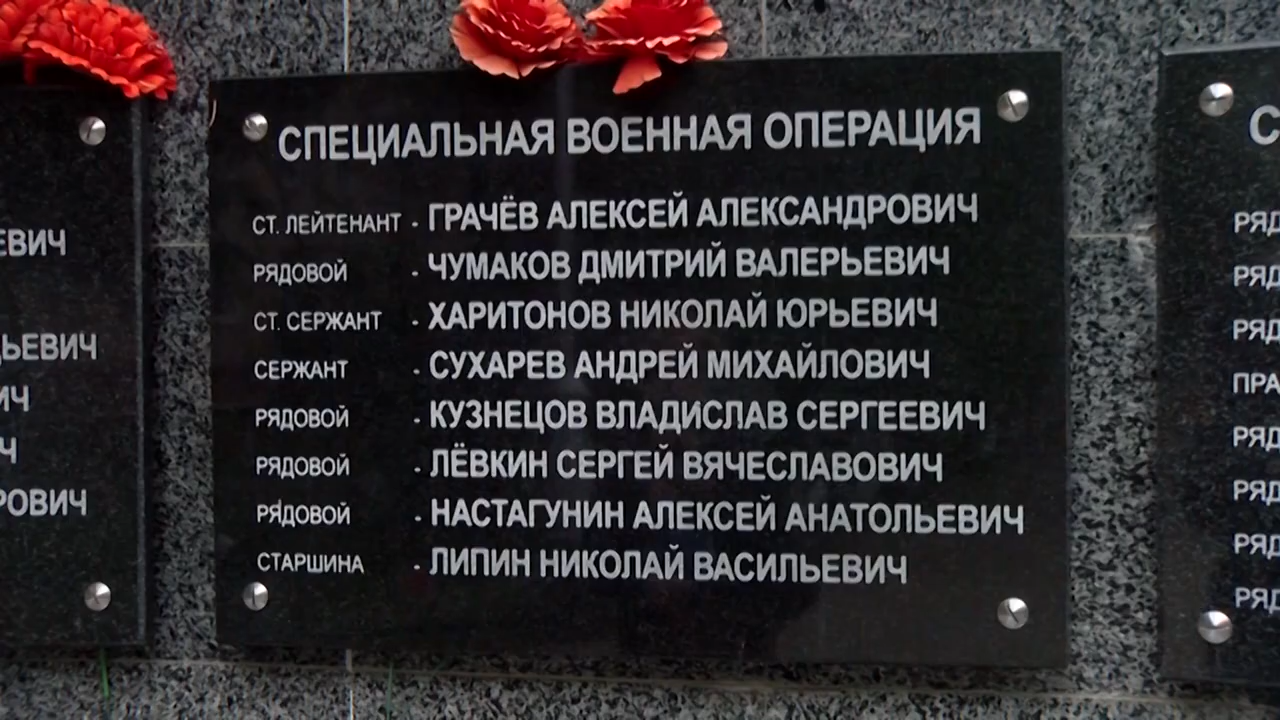 СПЕЦИАЛЬНАЯ ВОЕННАЯ ОПЕРАЦИЯ
СТ. ЛЕЙТЕНАНТ - ГРАЧЁВ АЛЕКСЕЙ АЛЕКСАНДРОВИЧ
РЯДОВОЙ - ЧУМАКОВ ДМИТРИЙ ВАЛЕРЬЕВИЧ
СТ. СЕРЖАНТ - ХАРИТОНОВ НИКОЛАЙ ЮРЬЕВИЧ
СЕРЖАНТ - СУХАРЕВ АНДРЕЙ МИХАЙЛОВИЧ
РЯДОВОЙ - КУЗНЕЦОВ ВЛАДИСЛАВ СЕРГЕЕВИЧ
РЯДОВОЙ - ЛЁВКИН СЕРГЕЙ ВЯЧЕСЛАВОВИЧ
РЯДОВОЙ - НАСТАГУНИН АЛЕКСЕЙ АНАТОЛЬЕВИЧ
СТАРШИНА - ЛИПИН НИКОЛАЙ ВАСИЛЬЕВИЧ